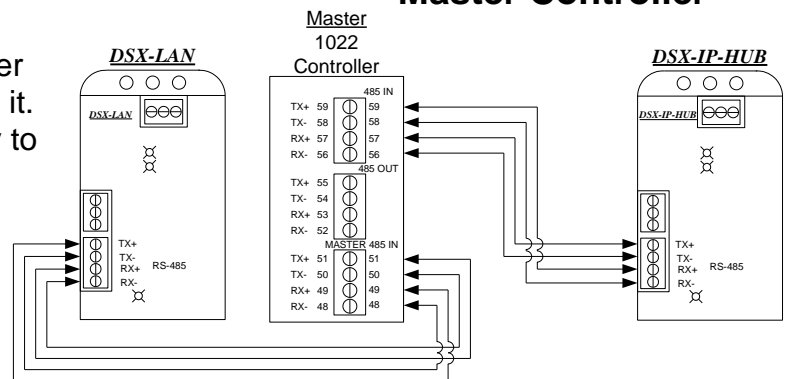 Master Controller
er
it.
to
DSX-LAN
DSX-LAN
TX+
TX-
RX+
RX-
RS-485
Master
1022
Controller
485 IN
TX+ 59 59
TX- 58 58
RX+ 57 57
RX- 56 56
485 OUT
TX+ 55
TX- 54
RX+ 53
RX- 52
MASTER 485 IN
TX+ 51 51
TX- 50 50
RX+ 49 49
RX- 48 48
DSX-IP-HUB
DSX-IP-HUB
TX+
TX-
RX+
RX-
RS-485